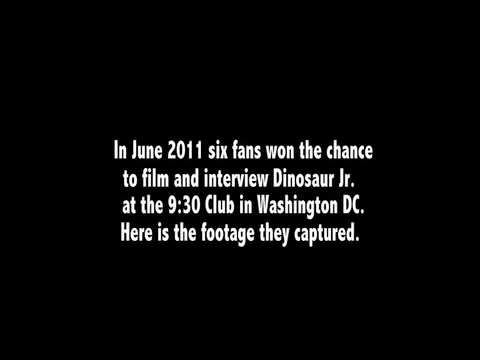 In June 2011 six fans won the chance
to film and interview Dinosaur Jr.
at the 9:30 Club in Washington DC.
Here is the footage they captured.